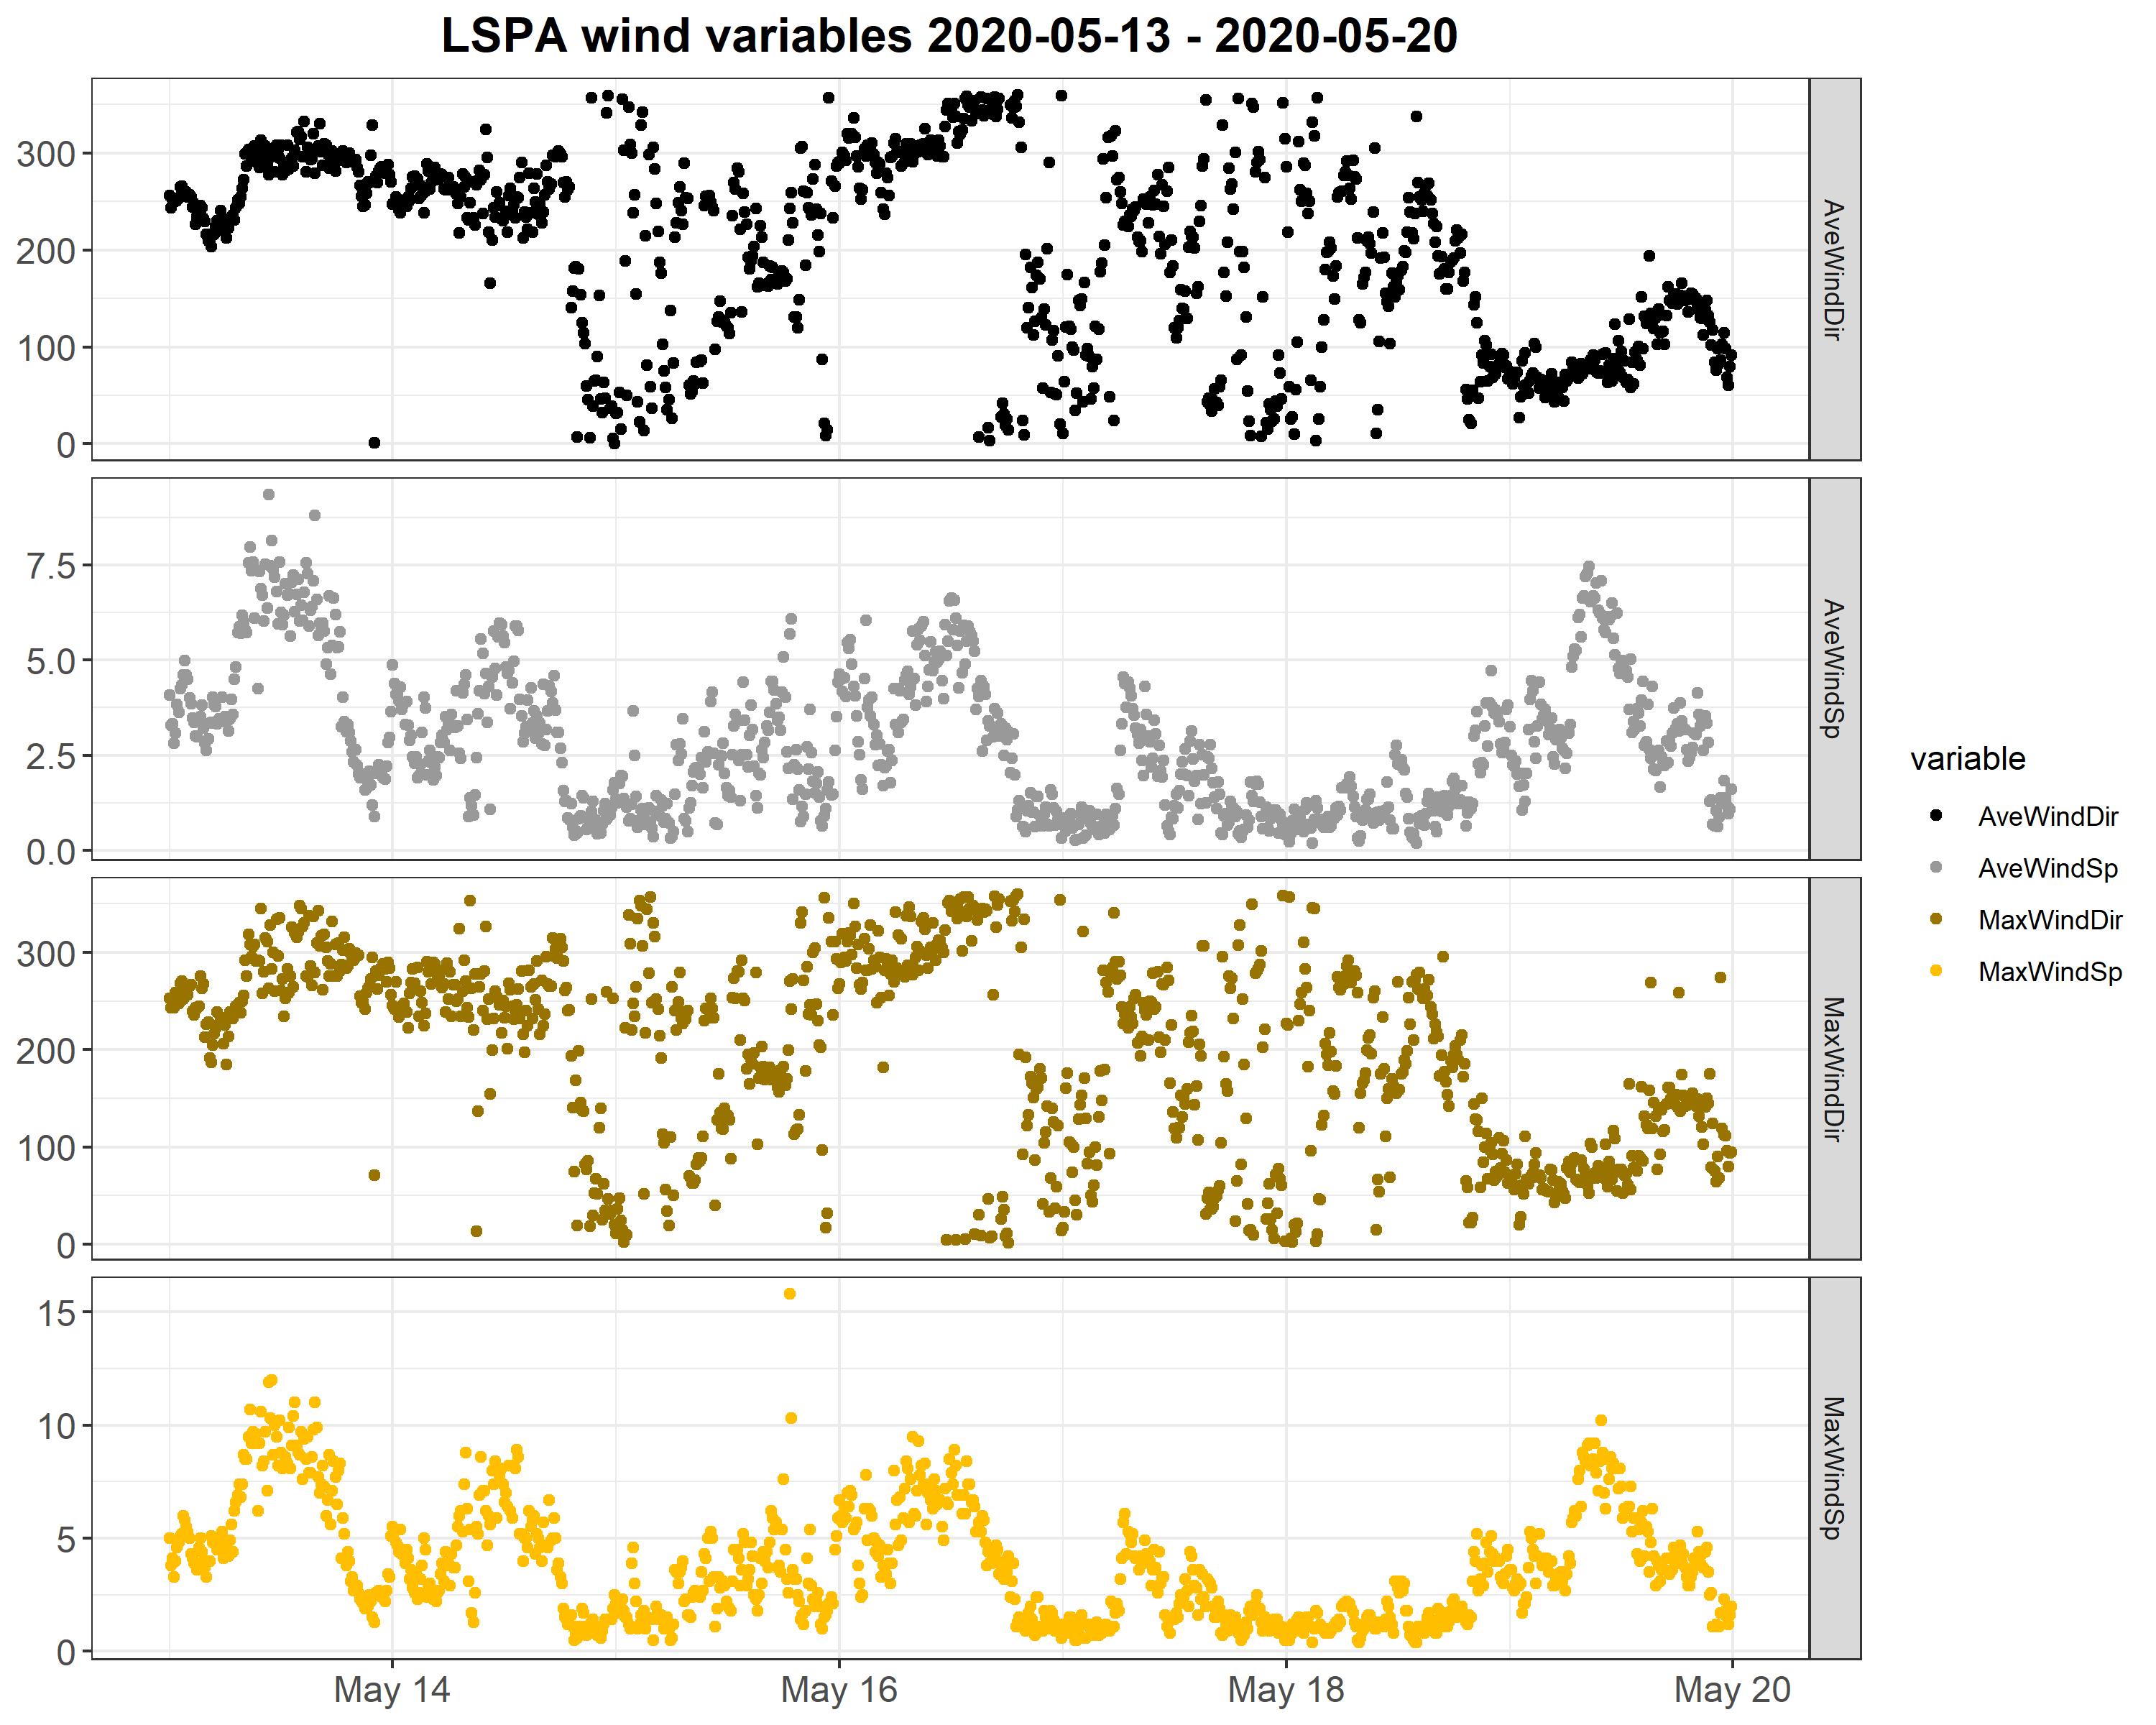 LSPA wind variables 2020-05-13 - 2020-05-20
300
200
100
0
AveWindDir
7.5
5.0
2.5
0.0
AveWindSp
300
200
100
0
MaxWindDir
15
10
5
0
MaxWindSp
May 14
May 16
May 18
May 20
variable
AveWindDir
AveWindSp
MaxWindDir
MaxWindSp